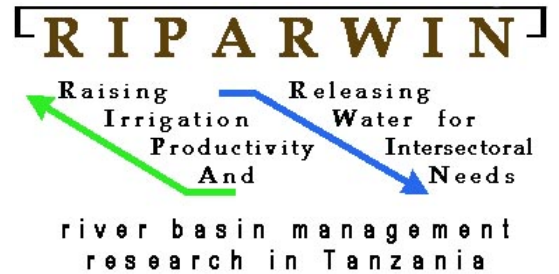 RIPARWIN
Raising
Irrigation
Productivity
And
Releasing
Water for
Intersectoral
Needs
river basin management
research in Tanzania